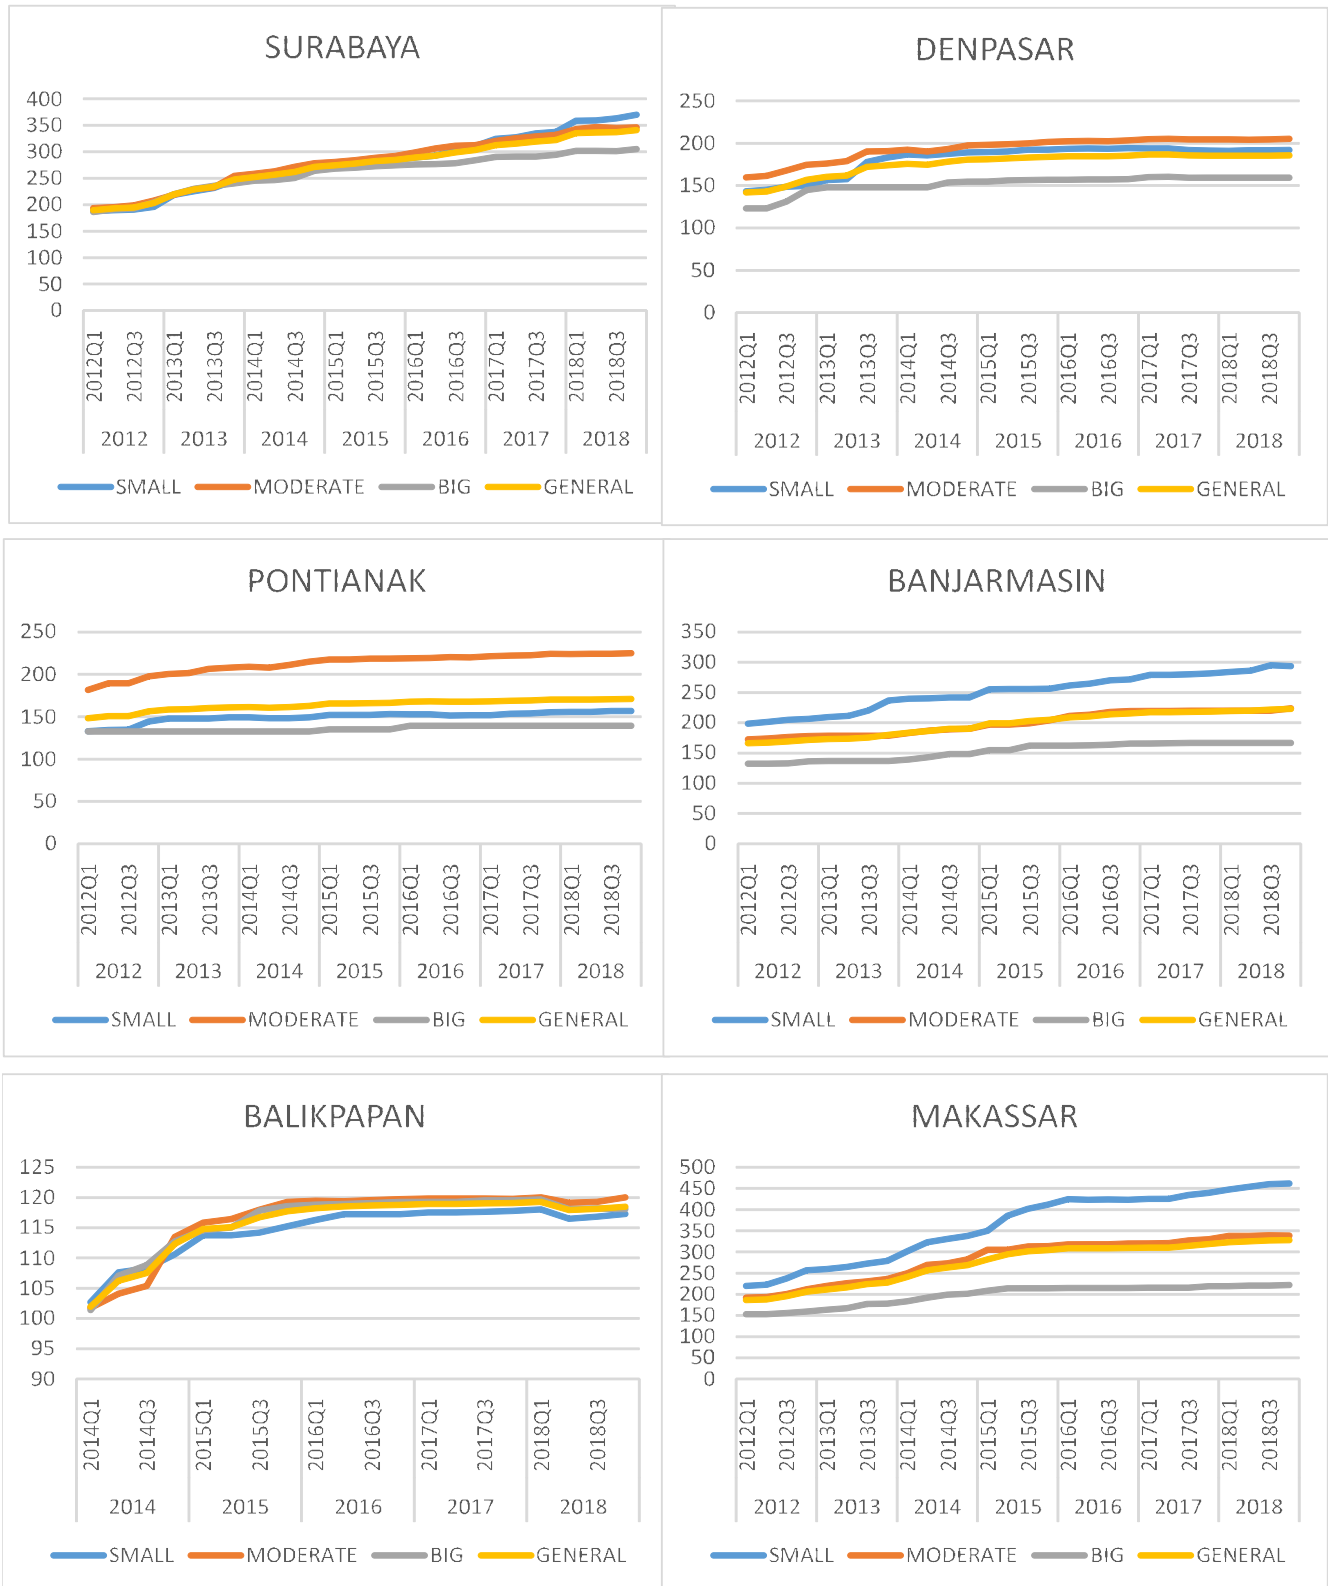 SURABAYA
400
350
300
250
200
150
100
50
0
2012Q1
2012Q3
2013Q1
2013Q3
2014Q1
2014Q3
2015Q1
2015Q3
2016Q1
2016Q3
2017Q1
2017Q3
2018Q1
2018Q3
2012 2013 2014 2015 2016 2017 2018
SMALL MODERATE BIG GENERAL
DENPASAR
250
200
150
100
50
0
2012Q1
2012Q3
2013Q1
2013Q3
2014Q1
2014Q3
2015Q1
2015Q3
2016Q1
2016Q3
2017Q1
2017Q3
2018Q1
2018Q3
2012 2013 2014 2015 2016 2017 2018
SMALL MODERATE BIG GENERAL
PONTIANAK
250
200
150
100
50
0
2012Q1
2012Q3
2013Q1
2013Q3
2014Q1
2014Q3
2015Q1
2015Q3
2016Q1
2016Q3
2017Q1
2017Q3
2018Q1
2018Q3
2012 2013 2014 2015 2016 2017 2018
SMALL MODERATE BIG GENERAL
BANJARMASIN
350
300
250
200
150
100
50
0
2012Q1
2012Q3
2013Q1
2013Q3
2014Q1
2014Q3
2015Q1
2015Q3
2016Q1
2016Q3
2017Q1
2017Q3
2018Q1
2018Q3
2012 2013 2014 2015 2016 2017 2018
SMALL MODERATE BIG GENERAL
BALIKPAPAN
125
120
115
110
105
100
95
90
2014Q1
2014Q3
2015Q1
2015Q3
2016Q1
2016Q3
2017Q1
2017Q3
2018Q1
2018Q3
2014 2015 2016 2017 2018
SMALL MODERATE BIG GENERAL
MAKASSAR
500
450
400
350
300
250
200
150
100
50
0
2012Q1
2012Q3
2013Q1
2013Q3
2014Q1
2014Q3
2015Q1
2015Q3
2016Q1
2016Q3
2017Q1
2017Q3
2018Q1
2018Q3
2012 2013 2014 2015 2016 2017 2018
SMALL MODERATE BIG GENERAL